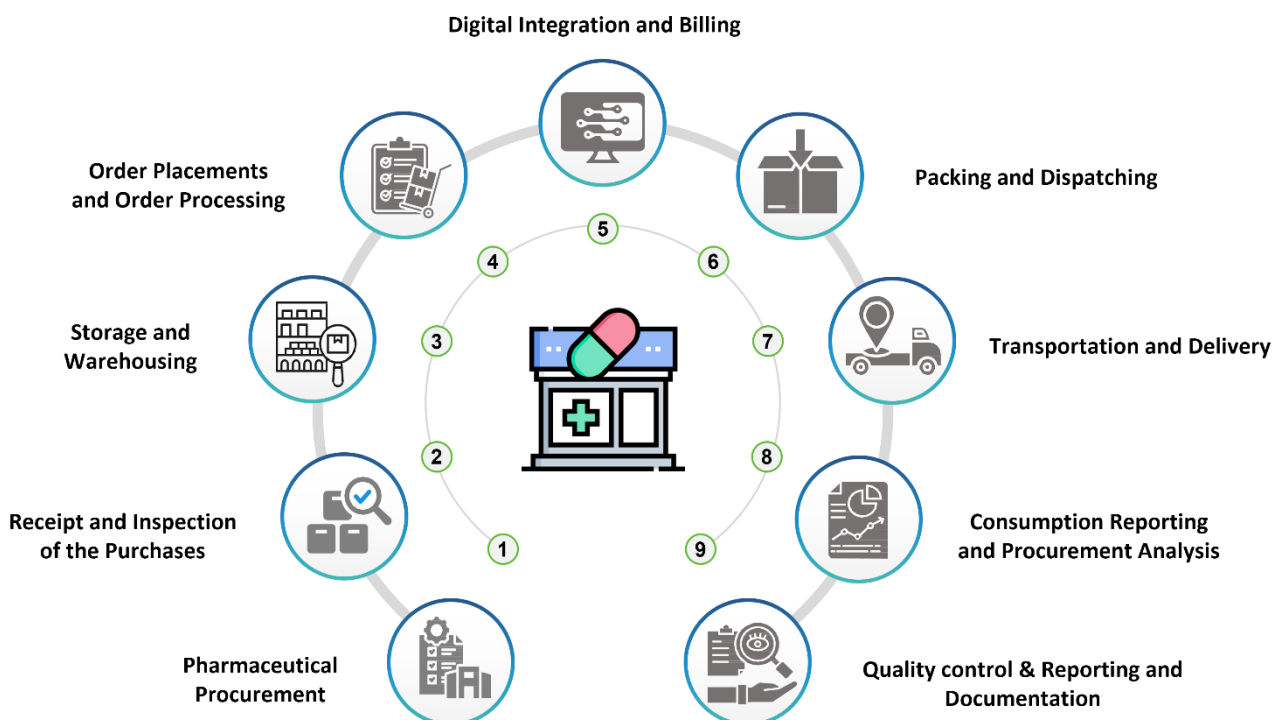 Digital Integration and Billing
Order Placements
and Order Processing
Packing and Dispatching
Storage and
Warehousing
Transportation and Delivery
Receipt and Inspection
of the Purchases
Consumption Reporting
and Procurement Analysis
Pharmaceutical
Procurement
Quality control & Reporting and
Documentation
1
2
3
4
5
6
7
8
9